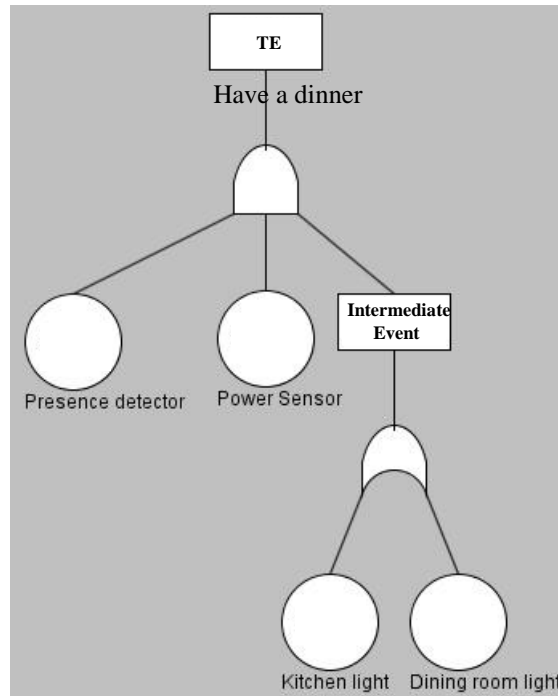 TE
Have a dinner
Intermediate
Event
Presence detector
Power Sensor
Kitchen light
Dining room light